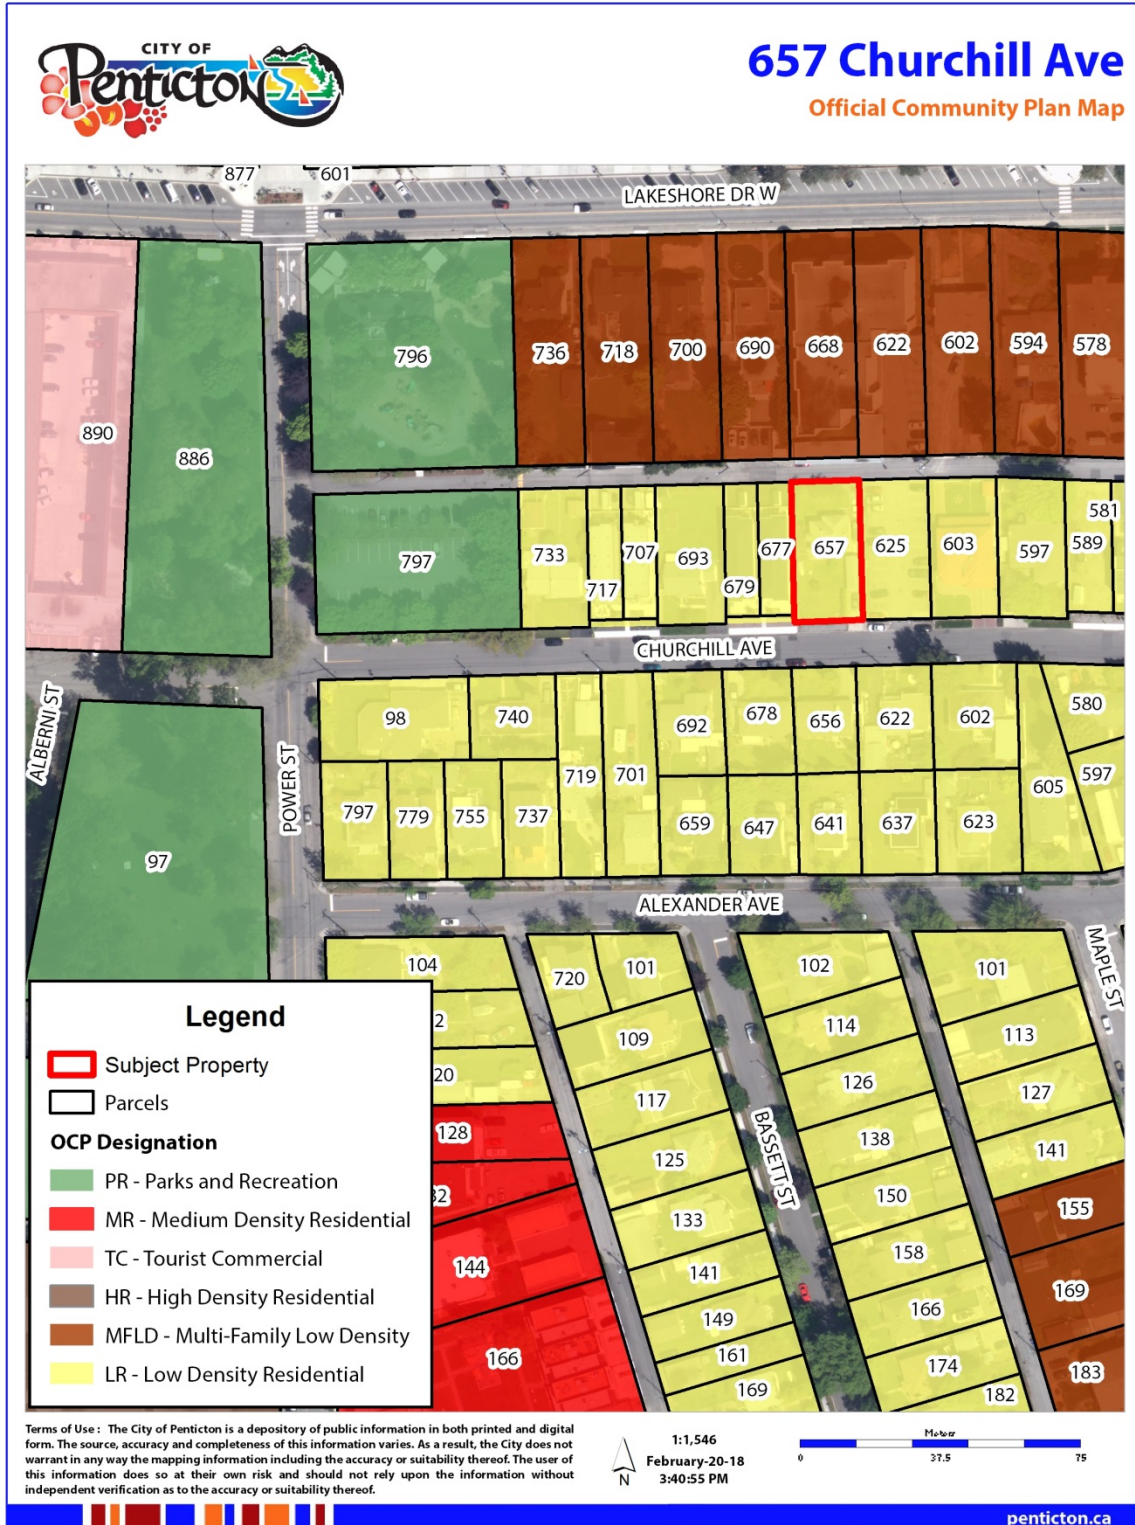 CITY OF
Penticton
657 Churchill Ave
Official Community Plan Map
877
601
LAKESHORE DR W
890
886
796
736
718
700
690
668
622
602
594
578
797
733
717
707
693
679
677
657
625
603
597
589
581
CHURCHILL AVE
ALBERNI ST
POWER ST
98
740
719
701
692
678
656
622
602
580
797
779
755
737
659
647
641
637
623
605
597
97
ALEXANDER AVE
MAPLE ST
104
720
101
102
101
2
109
114
113
20
117
126
127
128
125
138
141
32
133
150
155
BASSETT ST
144
141
158
169
149
166
166
161
174
183
169
182
Legend
Subject Property
Parcels
OCP Designation
PR - Parks and Recreation
MR - Medium Density Residential
TC - Tourist Commercial
HR - High Density Residential
MFLD - Multi-Family Low Density
LR - Low Density Residential
Terms of Use : The City of Penticton is a depository of public information in both printed and digital
form. The source, accuracy and completeness of this information varies. As a result, the City does not
warrant in any way the mapping information including the accuracy or suitability thereof. The user of
this information does so at their own risk and should not rely upon the information without
independent verification as to the accuracy or suitability thereof.
N
1:1,546
February-20-18
3:40:55 PM
Meters
0 37.5 75
penticton.ca